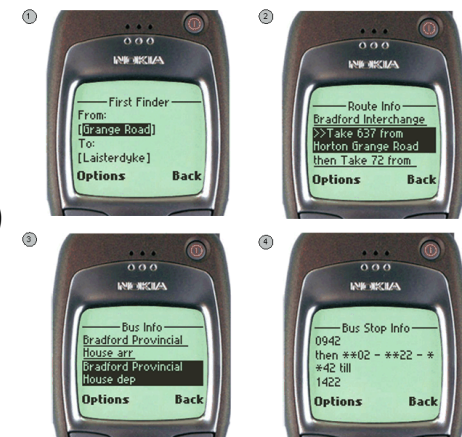 1
NOKIA
First Finder
From:
[Grange Road]
To:
[Laisterdyke]
Options Back
2
NOKIA
Route Info
Bradford Interchange
>>Take 637 from
Horton Grange Road
then Take 72 from
Options Back
3
NOKIA
Bus Info
Bradford Provincial
House arr
Bradford Provincial
House dep
Options Back
4
NOKIA
Bus Stop Info
0942
then **02 - **22 - *
*42 till
1422
Options Back